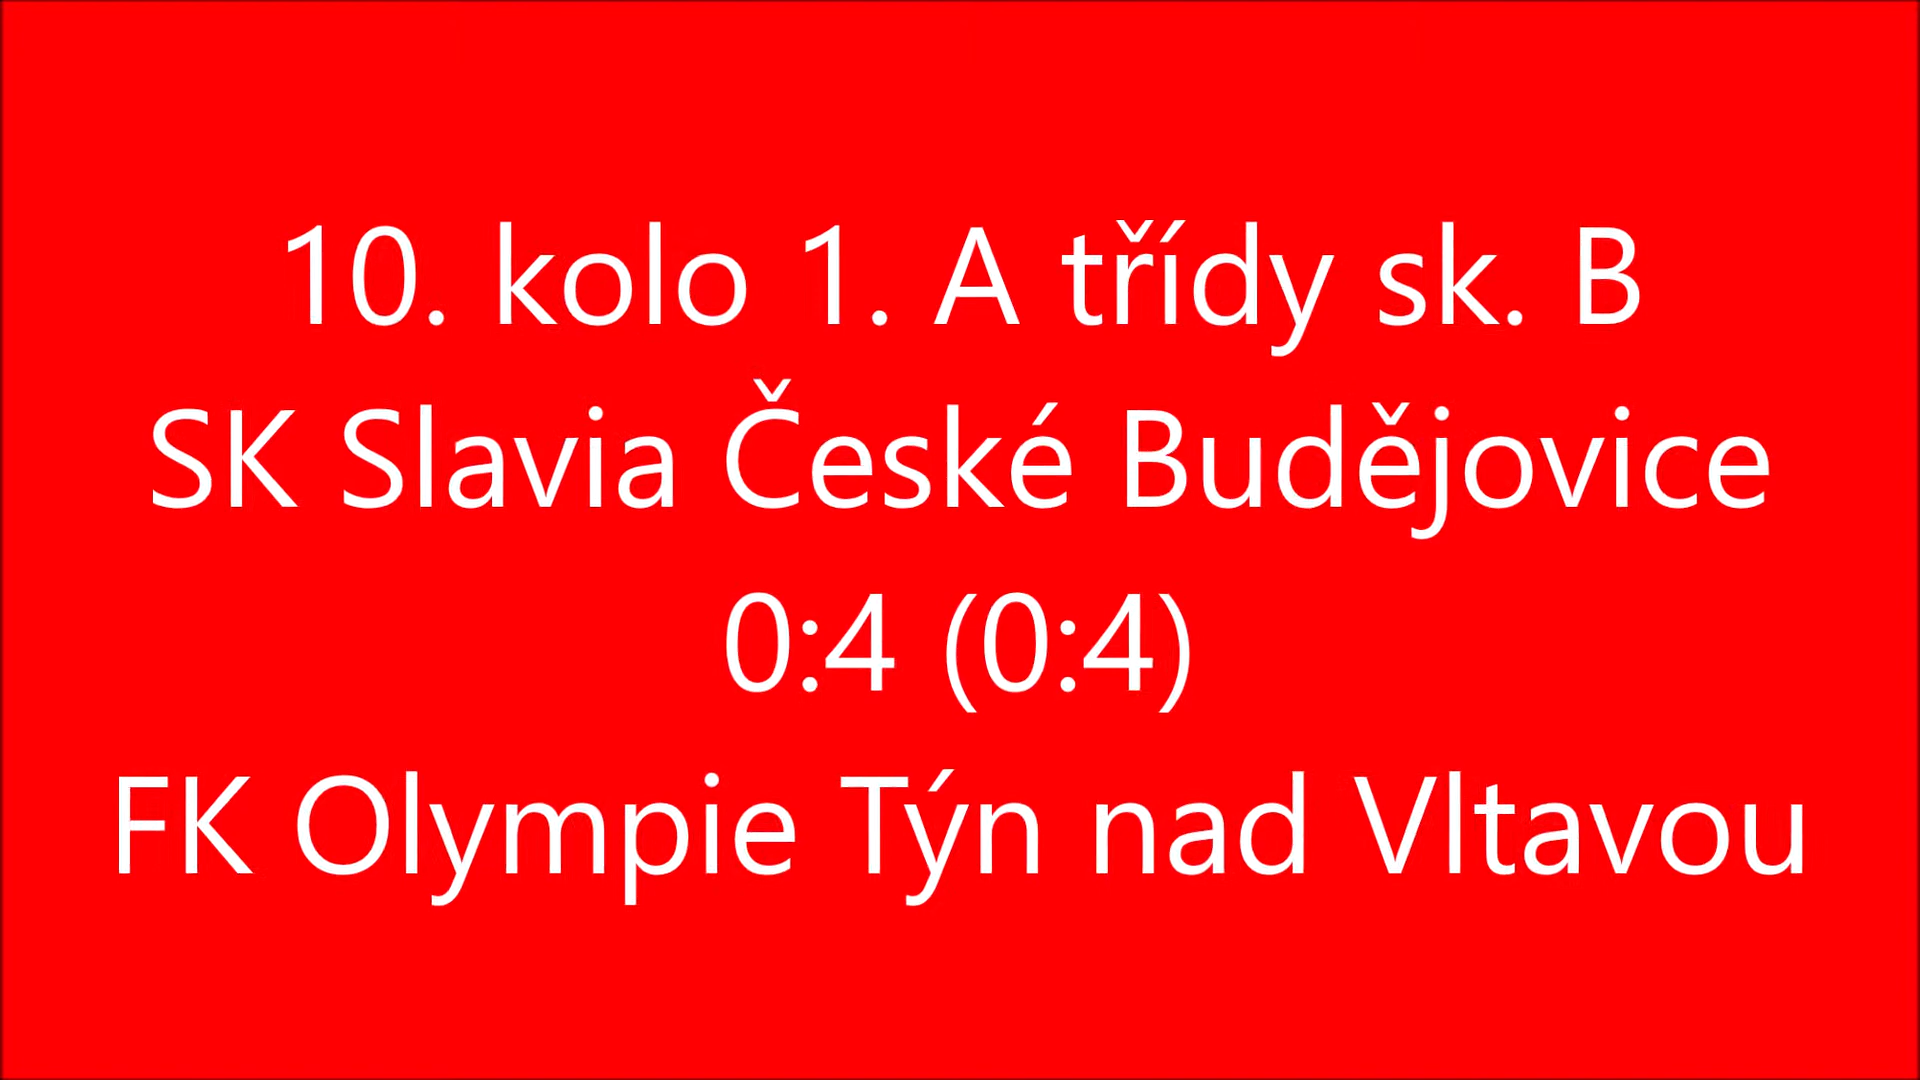 10. kolo 1. A třídy sk. B
SK Slavia České Budějovice
0:4 (0:4)
FK Olympie Týn nad Vltavou